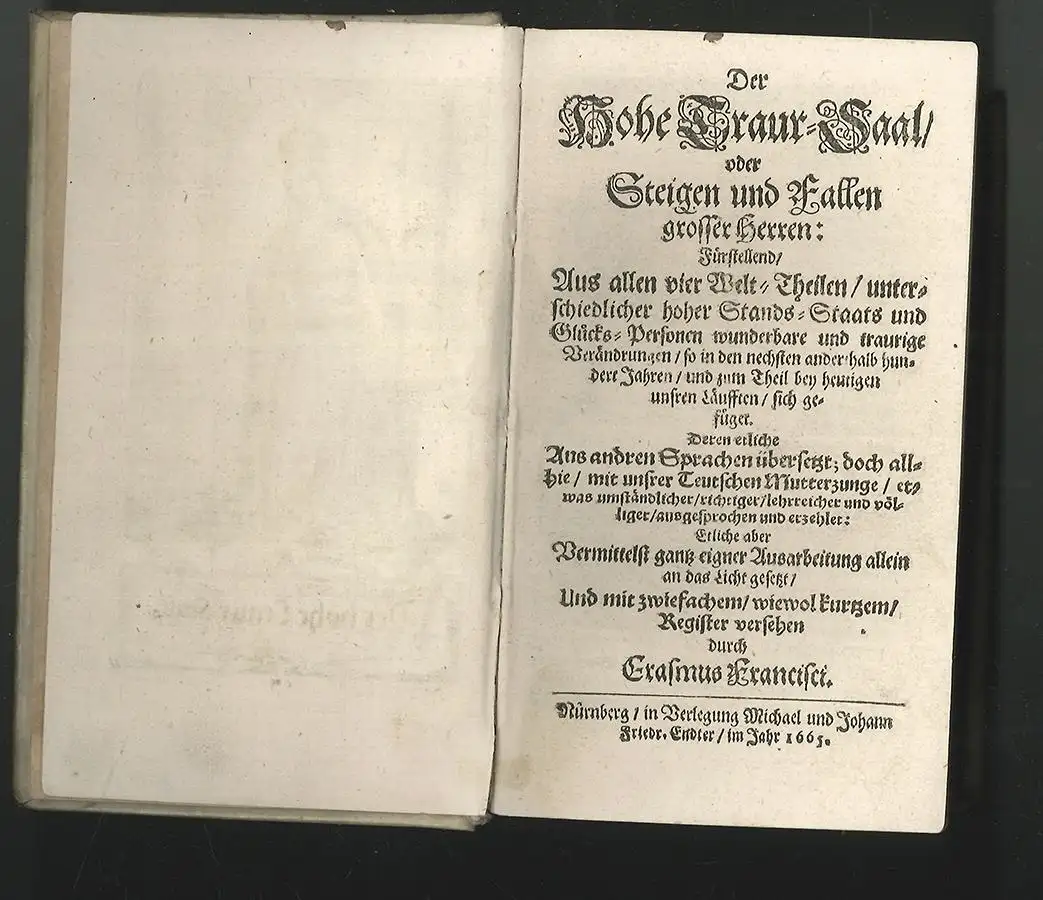 Der
Hohe Traur-Saal/
oder
Steigen und Fallen
grosser Herren:
Fürstellend/
Aus allen vier Welt-Theilen/ unter-
schiedlicher hoher Stands-Staats und
Glücks-Personen wunderbare und traurige
Verändrungen/ so in den nechsten anderthalb hun-
dert Jahren/ und zum Theil bey heutigen
unsren Läufften/ sich ge-
füget.
Deren etliche
Aus andren Sprachen übersetzt; doch all-
hie/ mit unsrer Teutschen Mutterzunge/ et-
was umständlicher/richtiger/lehrreicher und völ-
liger/ausgesprochen und erzehlet:
Etliche aber
Vermittelst gantz eigner Ausarbeitung allein
an das Licht gesetzt/
Und mit zwiefachem/ wiewol kurtzem/
Register versehen
durch
Erasmus Francisci.
Nürnberg/ in Verlegung Michael und Johann
Friedr. Endter/ im Jahr 1665.